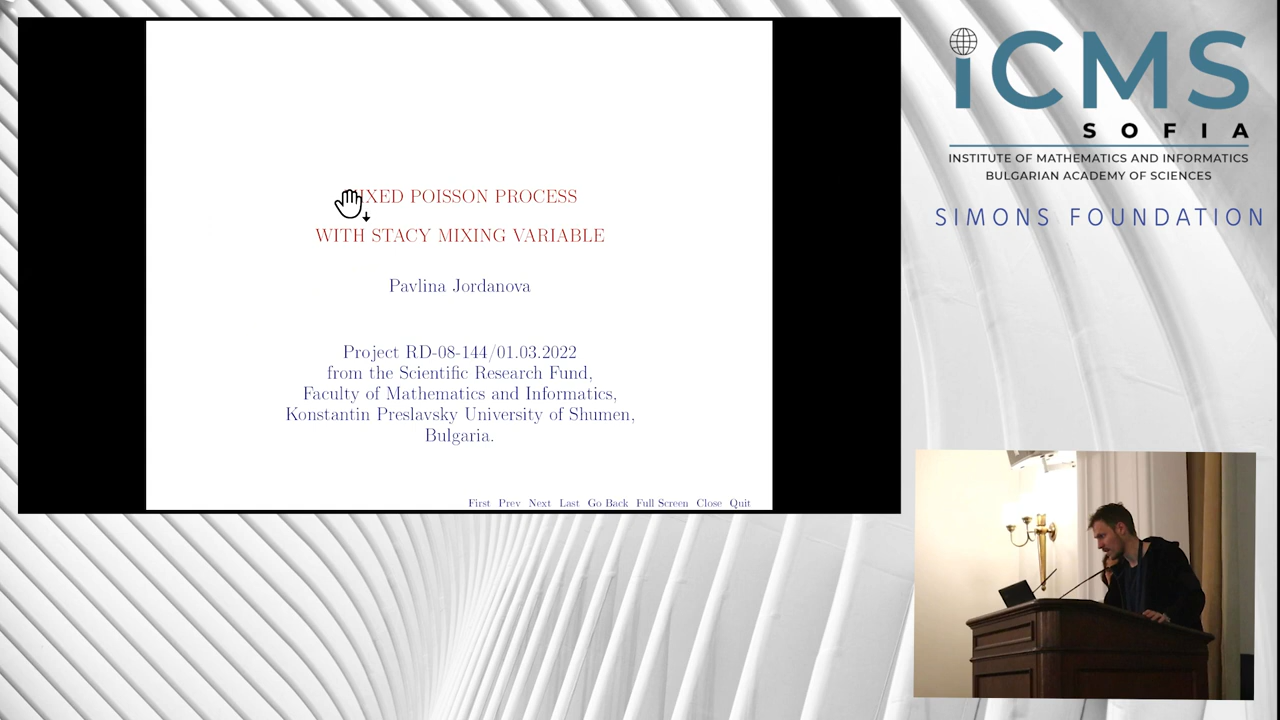 IXED POISSON PROCESS
WITH STACY MIXING VARIABLE
Pavlina Jordanova
Project RD-08-144/01.03.2022
from the Scientific Research Fund,
Faculty of Mathematics and Informatics,
Konstantin Preslavsky University of Shumen,
Bulgaria.
First Prev Next Last Go Back Full Screen Close Quit
iCMS
SOFIA
INSTITUTE OF MATHEMATICS AND INFORMATICS
BULGARIAN ACADEMY OF SCIENCES
SIMONS FOUNDATION